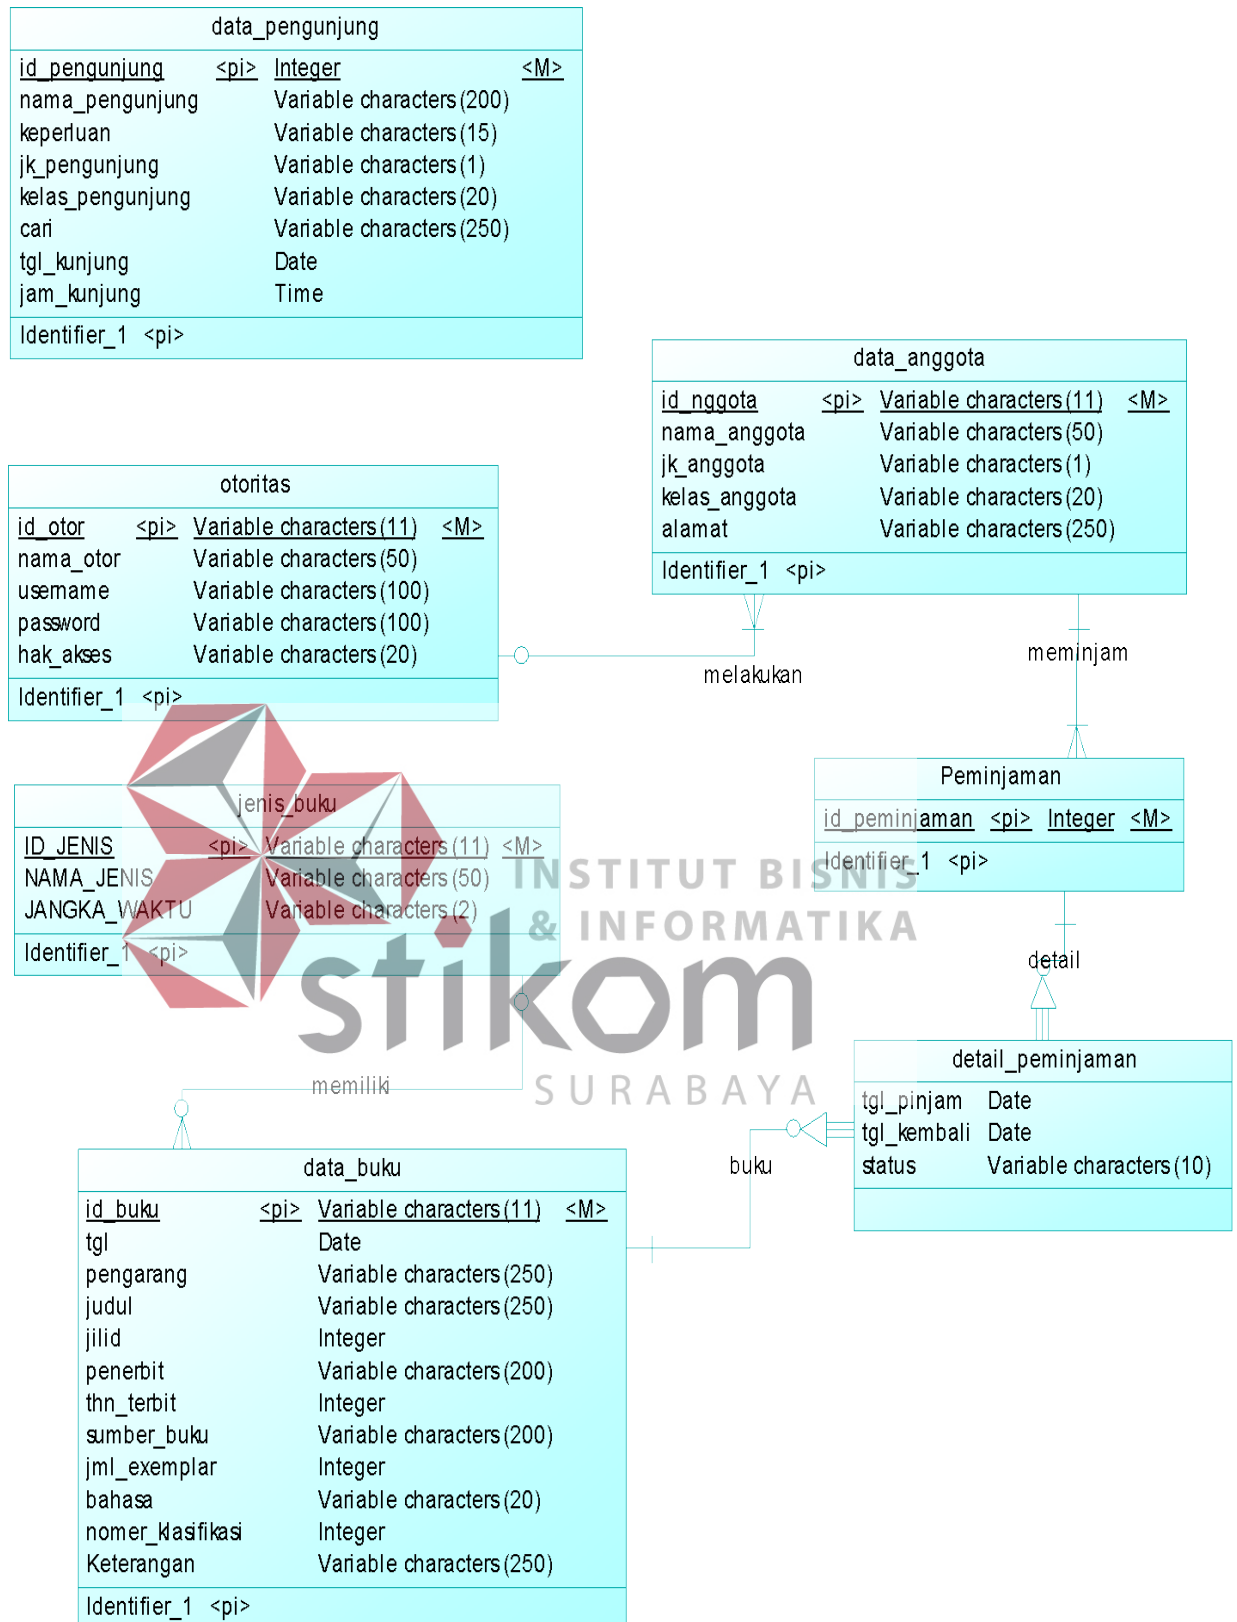 data_pengunjung
id_pengunjung <pi> Integer <M>
nama_pengunjung Variable characters (200)
keperluan Variable characters (15)
jk_pengunjung Variable characters (1)
kelas_pengunjung Variable characters (20)
cari Variable characters (250)
tgl_kunjung Date
jam_kunjung Time
Identifier_1 <pi>
data_anggota
id_nggota <pi> Variable characters (11) <M>
nama_anggota Variable characters (50)
jk_anggota Variable characters (1)
kelas_anggota Variable characters (20)
alamat Variable characters (250)
Identifier_1 <pi>
otoritas
id_otor <pi> Variable characters (11) <M>
nama_otor Variable characters (50)
username Variable characters (100)
password Variable characters (100)
hak_akses Variable characters (20)
Identifier_1 <pi>
melakukan
meminjam
jenis_buku
ID_JENIS <pi> Variable characters (11) <M>
NAMA_JENIS Variable characters (50)
JANGKA_WAKTU Variable characters (2)
Identifier_1 <pi>
Peminjaman
id_peminjaman <pi> Integer <M>
Identifier_1 <pi>
INSTITUT BISNIS
& INFORMATIKA
stikom
SURABAYA
detail
memiliki
detail_peminjaman
tgl_pinjam Date
tgl_kembali Date
status Variable characters (10)
buku
data_buku
id_buku <pi> Variable characters (11) <M>
tgl Date
pengarang Variable characters (250)
judul Variable characters (250)
jilid Integer
penerbit Variable characters (200)
thn_terbit Integer
sumber_buku Variable characters (200)
jml_exemplar Integer
bahasa Variable characters (20)
nomer_klasifikasi Integer
Keterangan Variable characters (250)
Identifier_1 <pi>